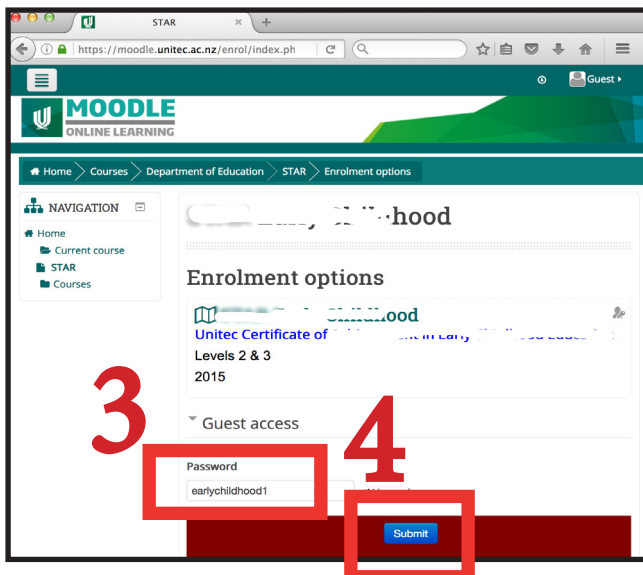 STAR
https://moodle.unitec.ac.nz/enrol/index.ph
Guest
MOODLE
ONLINE LEARNING
Home Courses Department of Education STAR Enrolment options
NAVIGATION
Home
Current course
STAR
Courses
hood
Enrolment options
Childhood
Unitec Certificate of in Early
Levels 2 & 3
2015
3
Guest access
4
Password
earlychildhood1
Submit